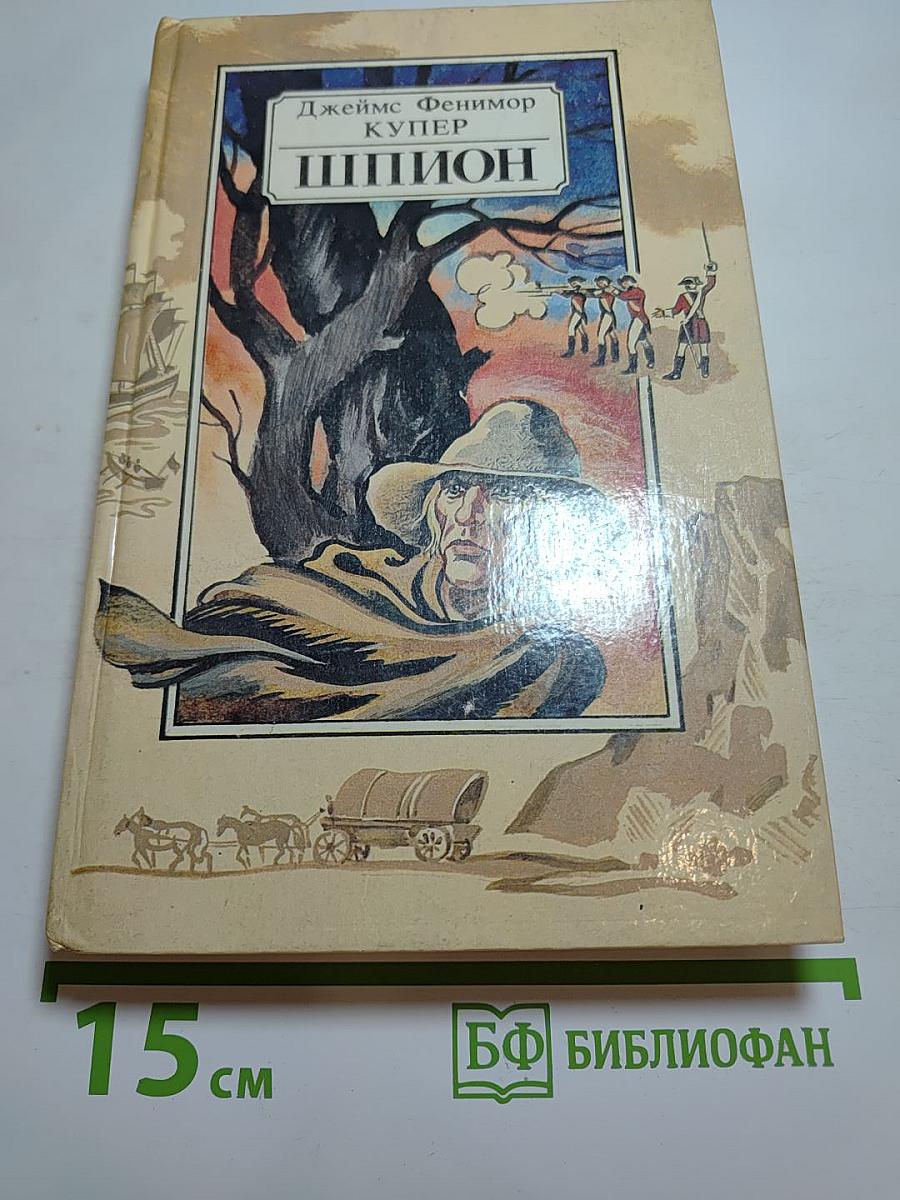 Джеймс Фенимор
КУПЕР
ШПИОН
15 см
БФ БИБЛИОФАН